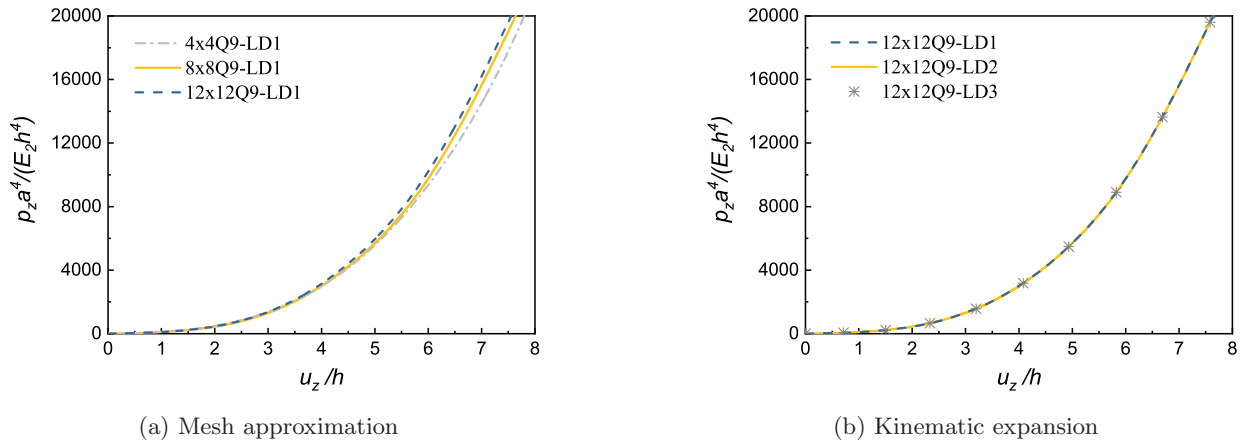 20000
16000
12000
8000
4000
0
p_z a^4/(E_2 h^4)
4x4Q9-LD1
8x8Q9-LD1
12x12Q9-LD1
0 1 2 3 4 5 6 7 8
u_z/h
(a) Mesh approximation
20000
16000
12000
8000
4000
0
p_z a^4/(E_2 h^4)
12x12Q9-LD1
12x12Q9-LD2
12x12Q9-LD3
0 1 2 3 4 5 6 7 8
u_z/h
(b) Kinematic expansion